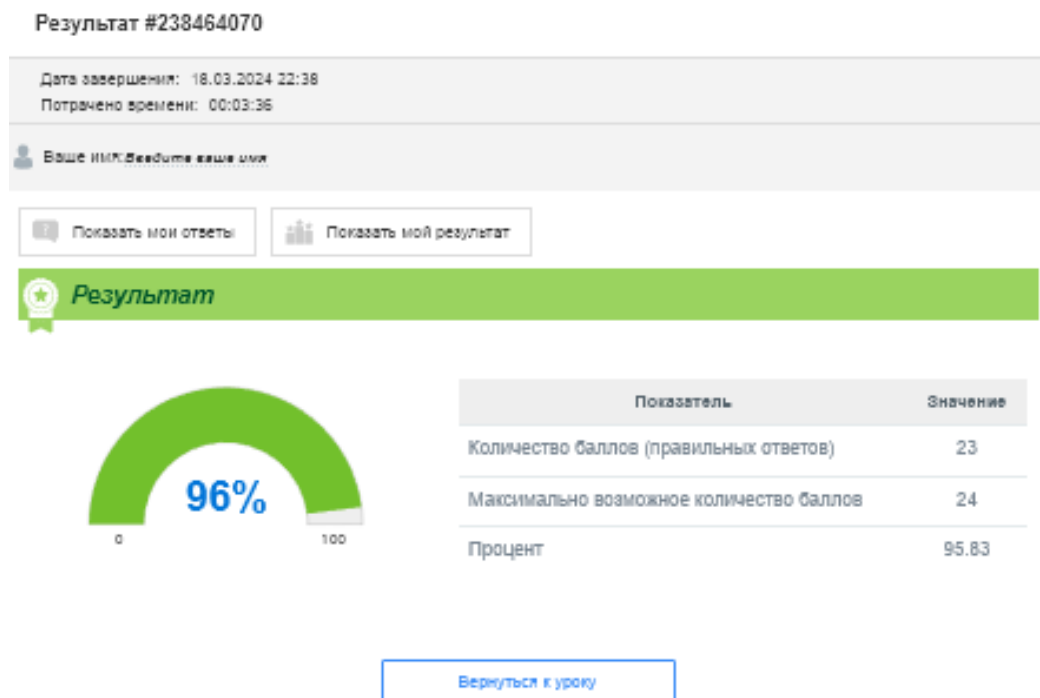 Результат #238464070
Дата завершения: 18.03.2024 22:38
Потрачено времени: 00:03:36
Ваше имя: Введите ваше имя
Показать мои ответы
Показать мой результат
Результат
96%
0
100
Показатель Значение
Количество баллов (правильных ответов) 23
Максимально возможное количество баллов 24
Процент 95.83
Вернуться к уроку